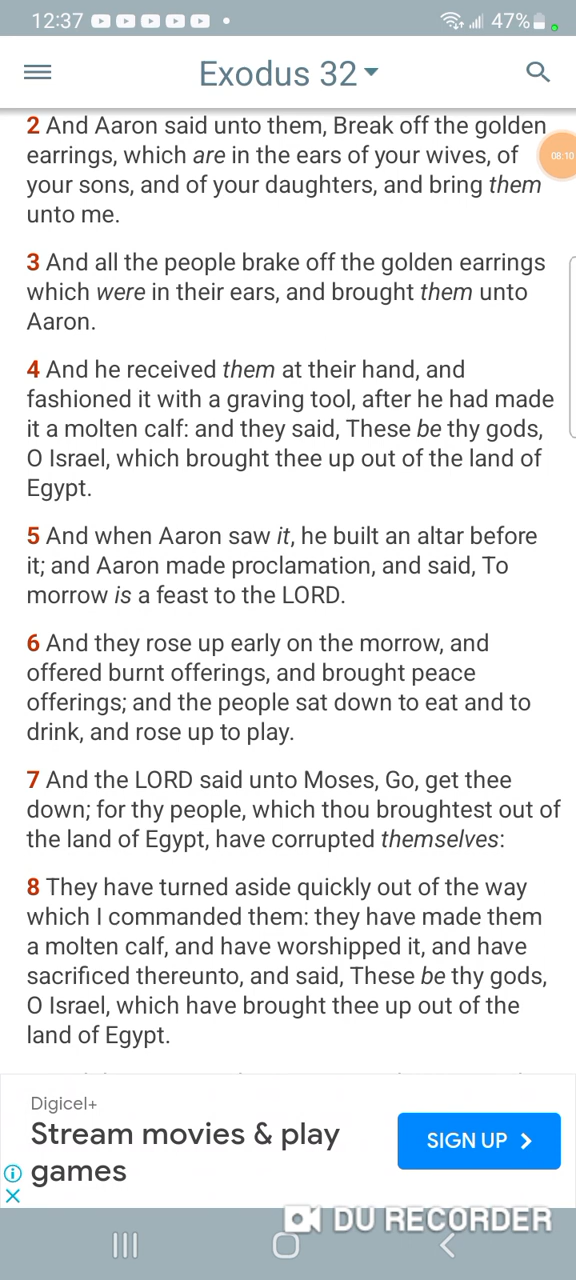 12:37
47%
Exodus 32
2 And Aaron said unto them, Break off the golden
earrings, which are in the ears of your wives, of
your sons, and of your daughters, and bring them
unto me.
08:10
3 And all the people brake off the golden earrings
which were in their ears, and brought them unto
Aaron.
4 And he received them at their hand, and
fashioned it with a graving tool, after he had made
it a molten calf: and they said, These be thy gods,
O Israel, which brought thee up out of the land of
Egypt.
5 And when Aaron saw it, he built an altar before
it; and Aaron made proclamation, and said, To
morrow is a feast to the LORD.
6 And they rose up early on the morrow, and
offered burnt offerings, and brought peace
offerings; and the people sat down to eat and to
drink, and rose up to play.
7 And the LORD said unto Moses, Go, get thee
down; for thy people, which thou broughtest out of
the land of Egypt, have corrupted themselves:
8 They have turned aside quickly out of the way
which I commanded them: they have made them
a molten calf, and have worshipped it, and have
sacrificed thereunto, and said, These be thy gods,
O Israel, which have brought thee up out of the
land of Egypt.
Digicel+
Stream movies & play
games
SIGN UP
DU RECORDER